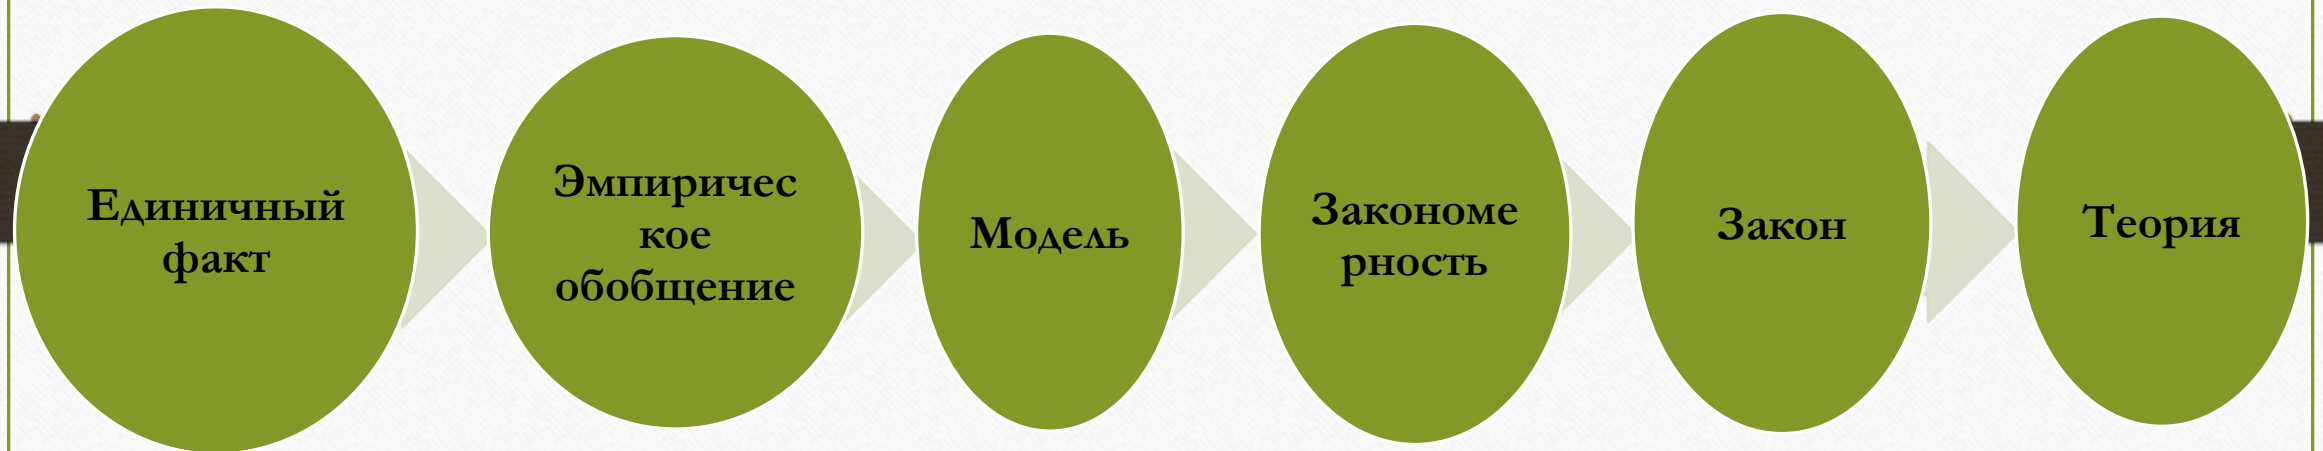 Единичный
факт
Эмпиричес
кое
обобщение
Модель
Закономе
рность
Закон
Теория